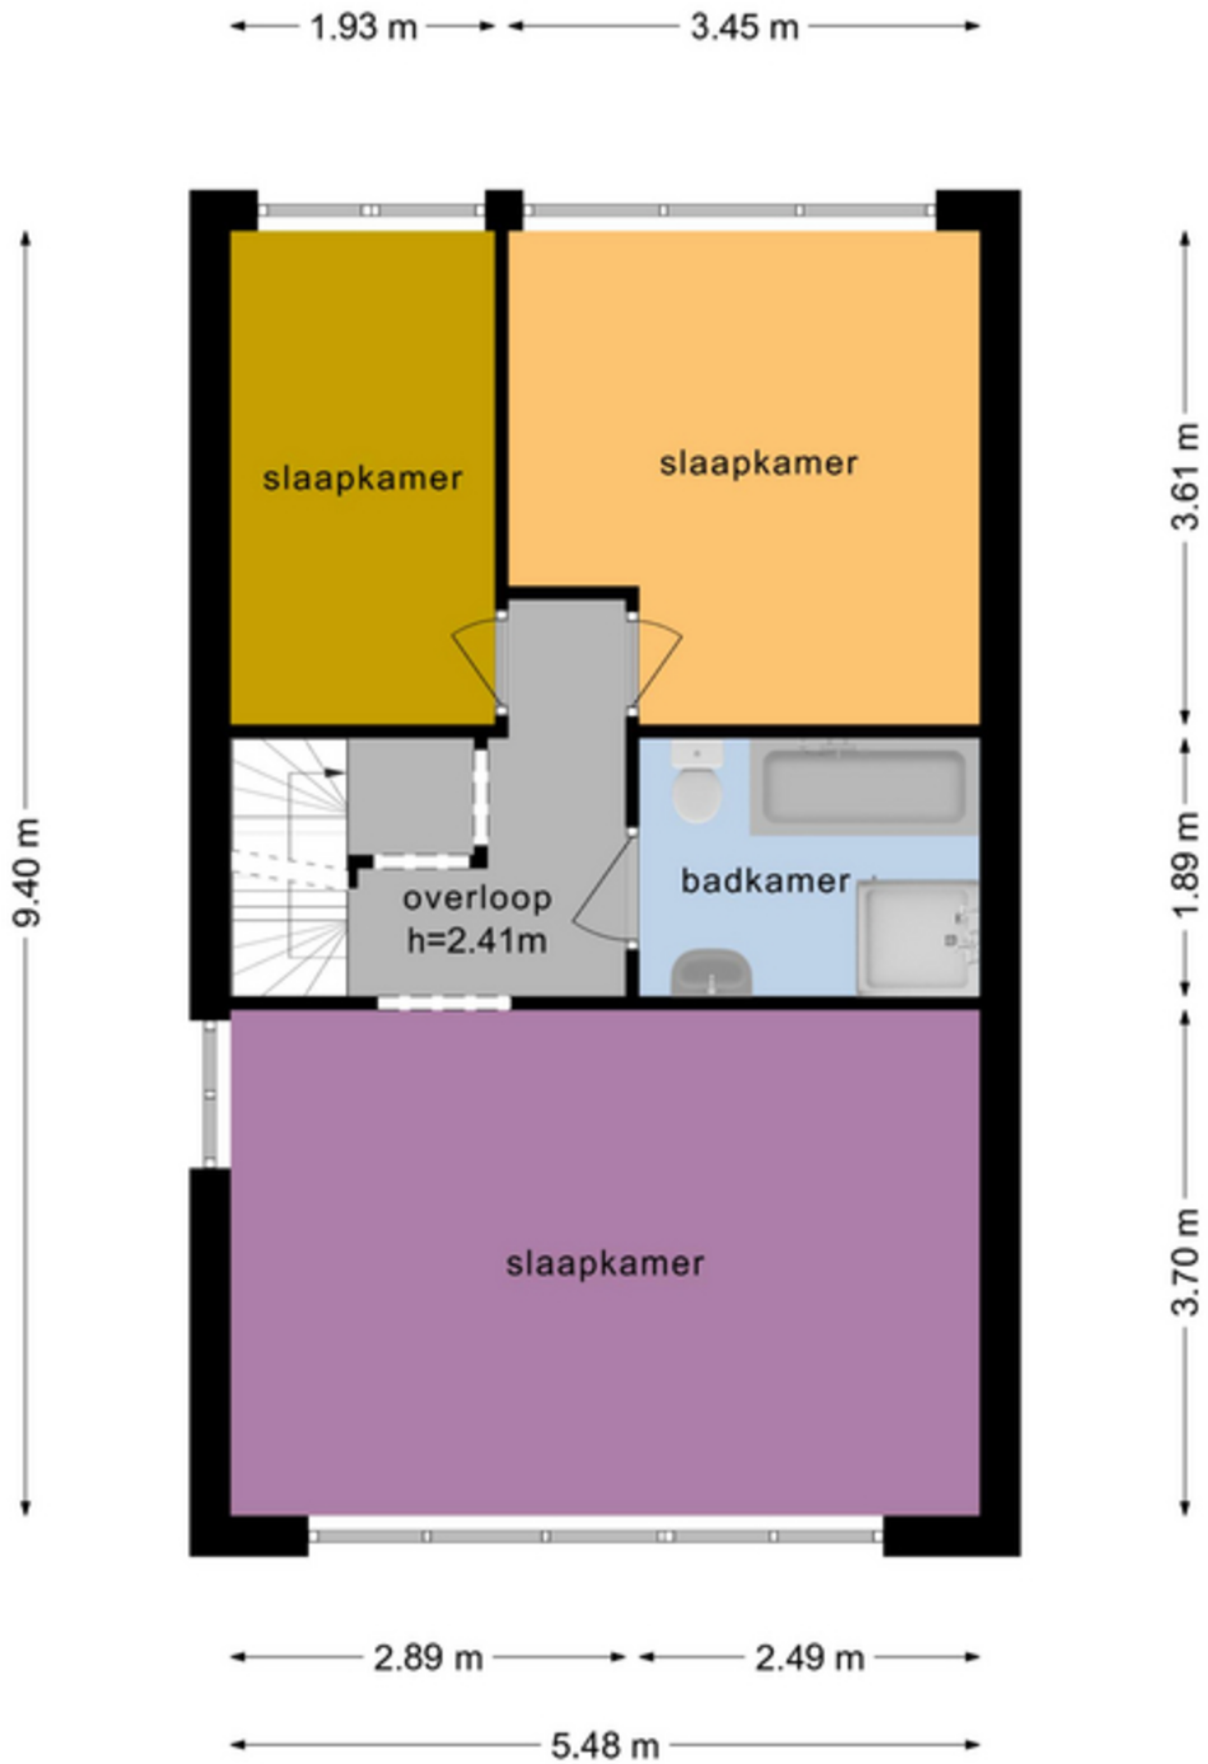 1.93 m
3.45 m
slaapkamer
slaapkamer
3.61 m
9.40 m
1.89 m
badkamer
overloop
h=2.41m
3.70 m
slaapkamer
2.89 m
2.49 m
5.48 m